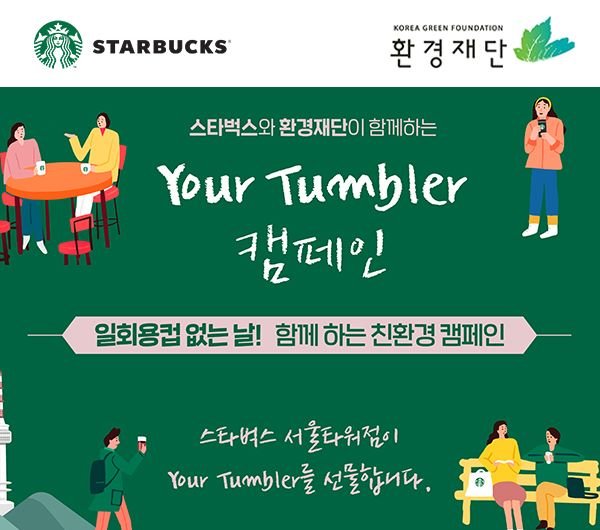 STARBUCKS
KOREA GREEN FOUNDATION
환경재단
스타벅스와 환경재단이 함께하는
Your Tumbler
캠페인
일회용컵 없는 날! 함께 하는 친환경 캠페인
스타벅스 서울타워점이
Your Tumbler를 선물합니다.